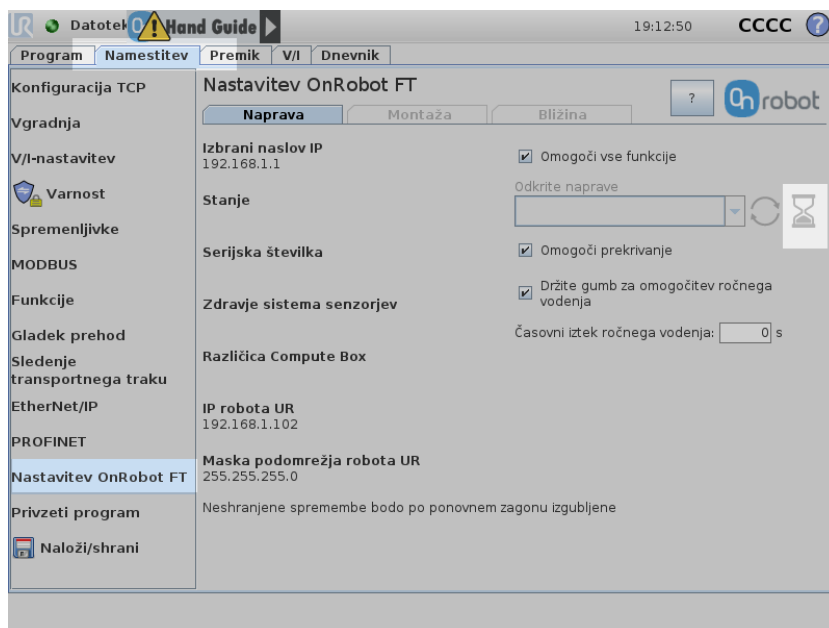 Datotek Hand Guide 19:12:50 CCCC ?
Program Namestitev Premik V/I Dnevnik
Konfiguracija TCP
Vgradnja
V/I-nastavitev
Varnost
Spremenljivke
MODBUS
Funkcije
Gladek prehod
Sledenje
transportnega traku
EtherNet/IP
PROFINET
Nastavitev OnRobot FT
Privzeti program
Naloži/shrani
Nastavitev OnRobot FT
? On robot
Naprava Montaža Bližina
Izbrani naslov IP
192.168.1.1
Stanje
Serijska številka
Zdravje sistema senzorjev
Različica Compute Box
IP robota UR
192.168.1.102
Maska podomrežja robota UR
255.255.255.0
Neshranjene spremembe bodo po ponovnem zagonu izgubljene
Omogoči vse funkcije
Odkrite naprave
Omogoči prekrivanje
Držite gumb za omogočitev ročnega
vodenja
Časovni iztek ročnega vodenja: 0 s